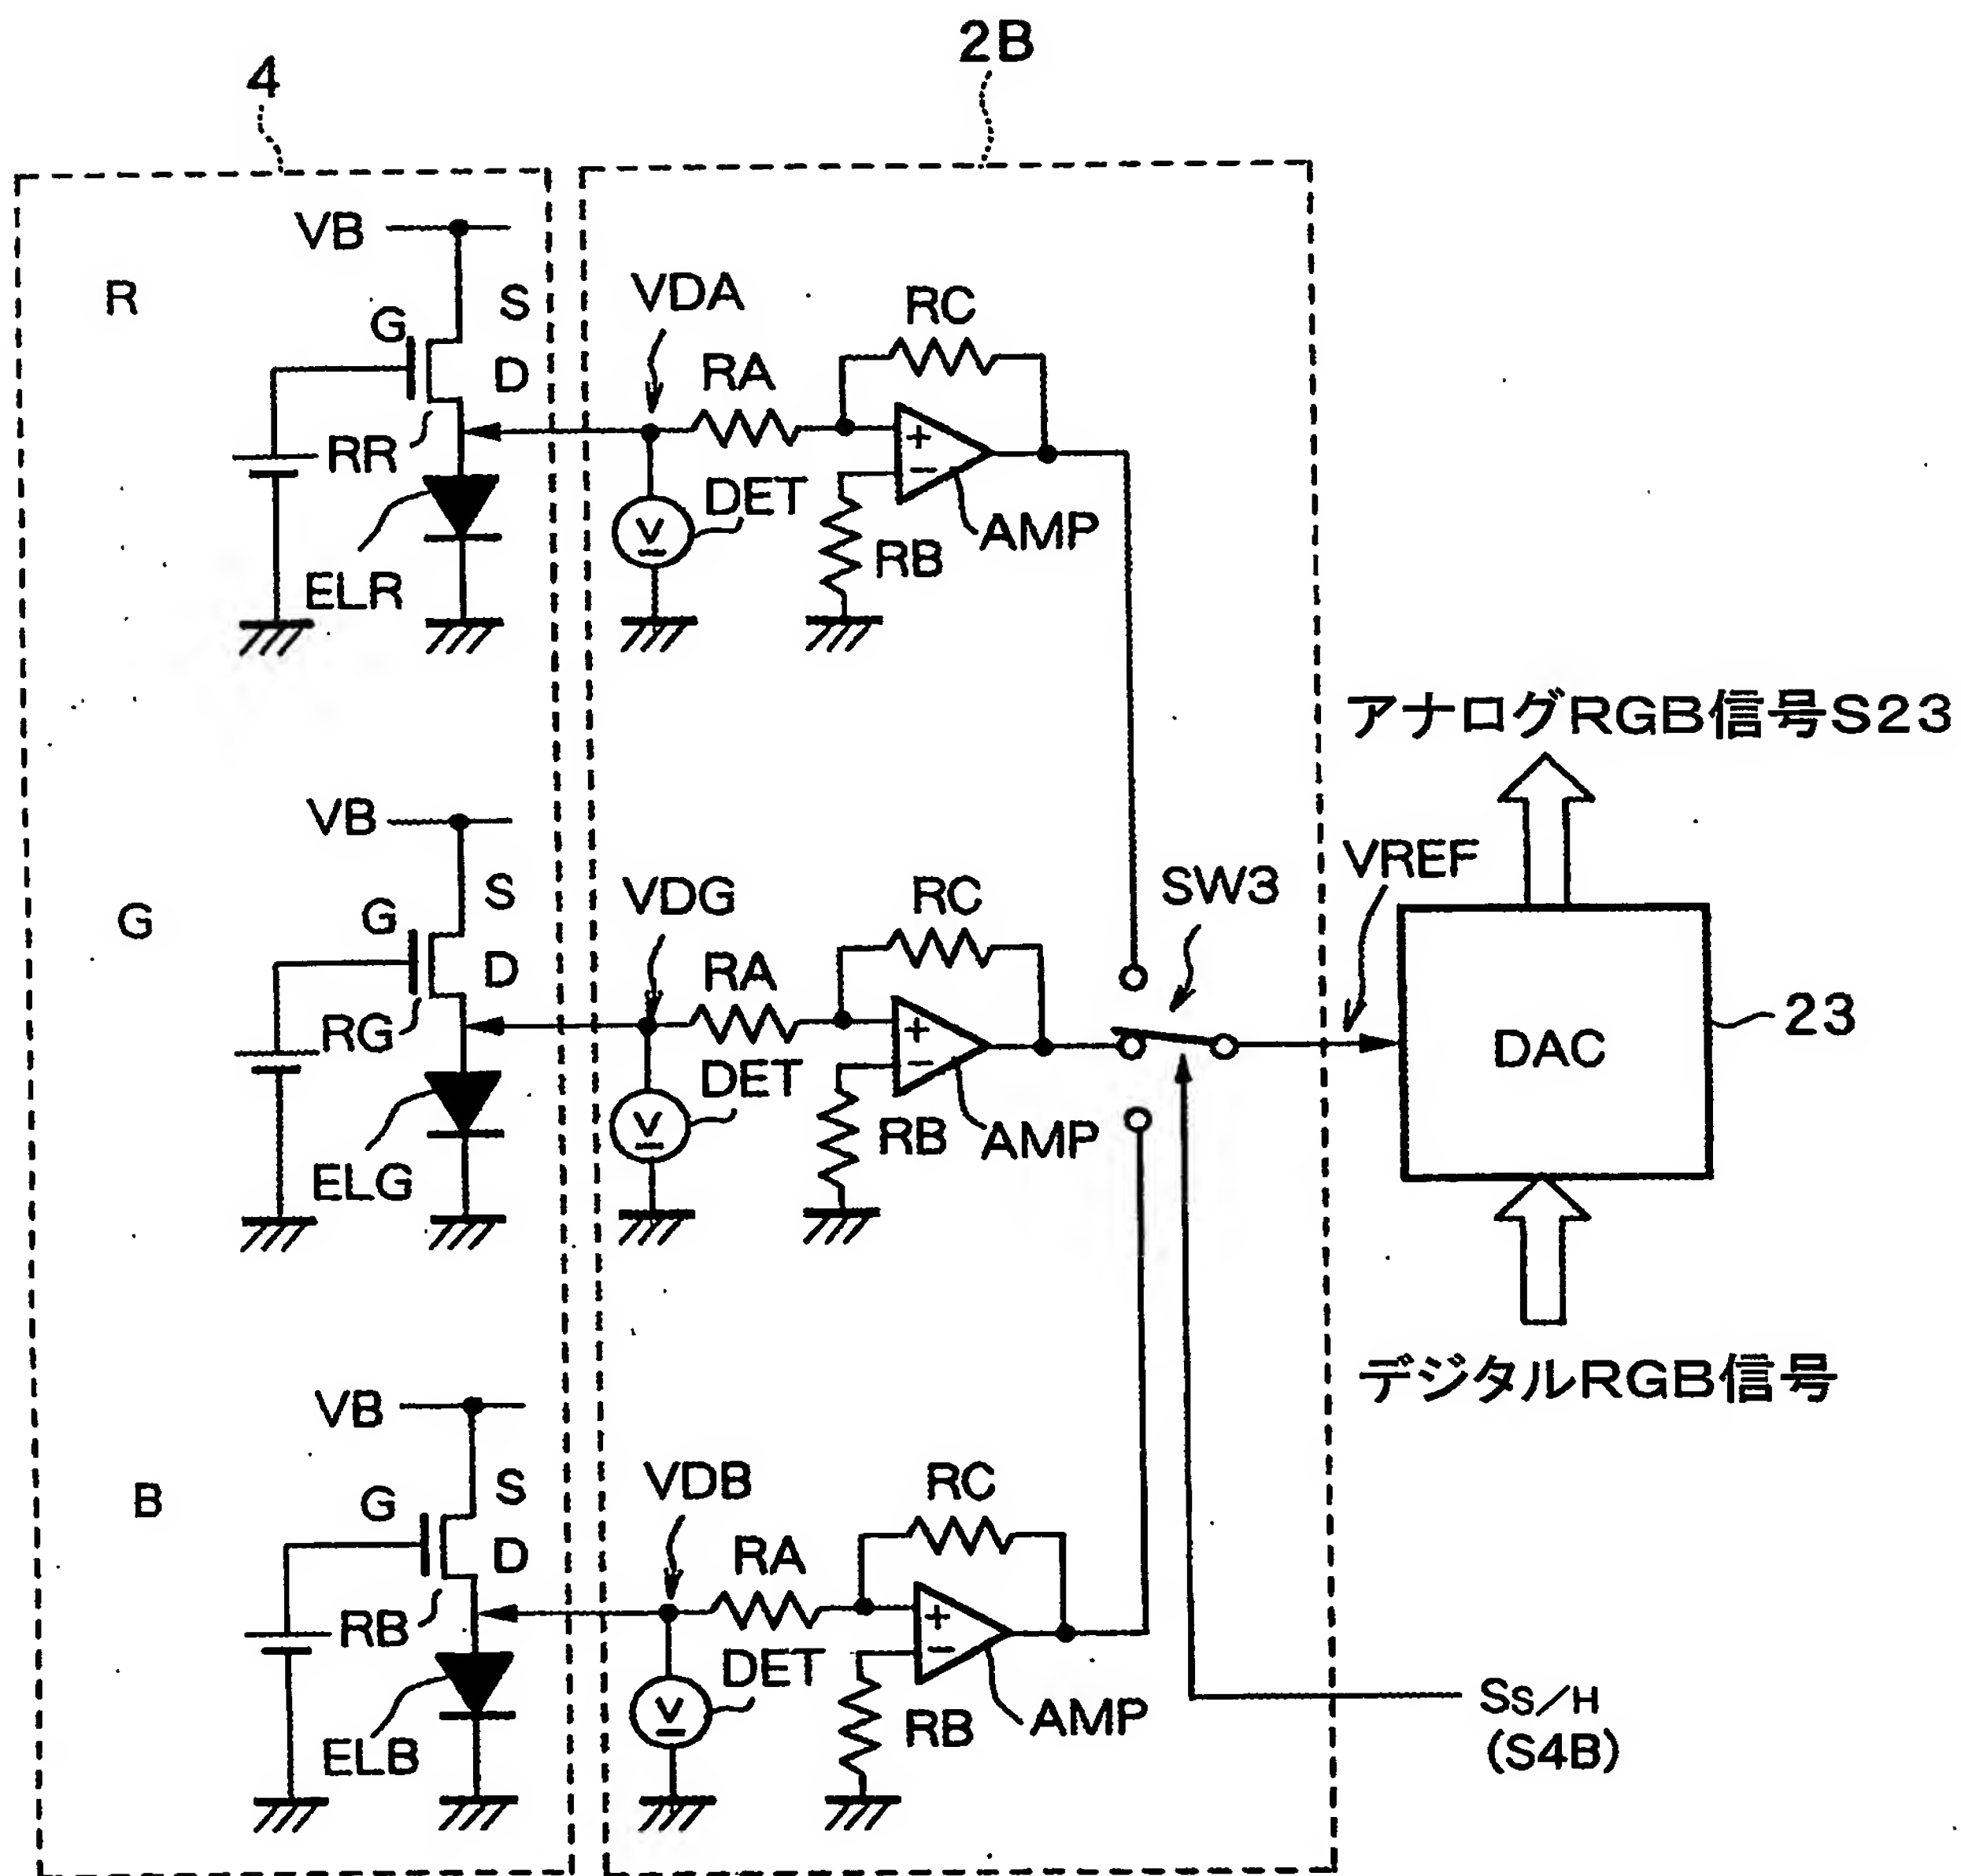 4
2B
VB
R
G
S
D
RR
ELR
VDA
RA
DET
RC
+
−
AMP
RB
VB
G
G
S
D
RG
ELG
VDG
RA
DET
RC
+
−
AMP
RB
SW3
VREF
アナログRGB信号S23
DAC
23
デジタルRGB信号
VB
B
G
S
D
RB
ELB
VDB
RA
DET
RC
+
−
AMP
RB
V
V
V
SS/H
(S4B)